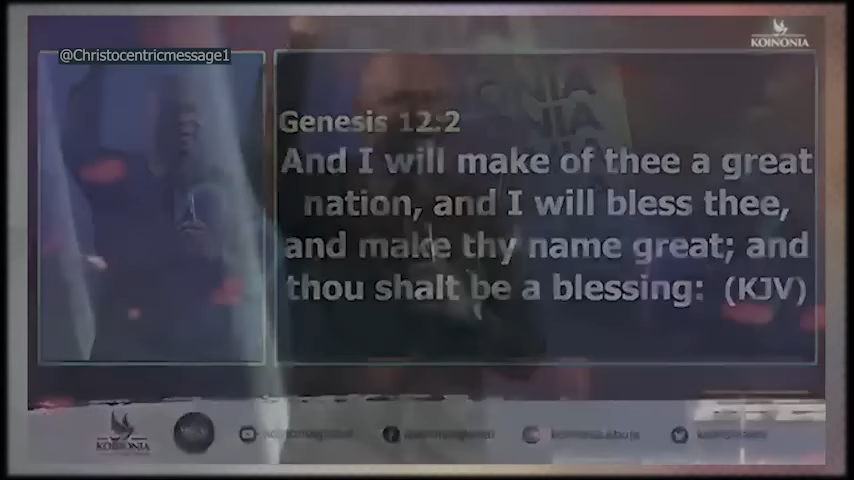 @Christocentricmessage1
KOINONIA
Genesis 12:2
And I will make of thee a great
nation, and I will bless thee,
and make thy name great; and
thou shalt be a blessing: (KJV)
KOINONIA